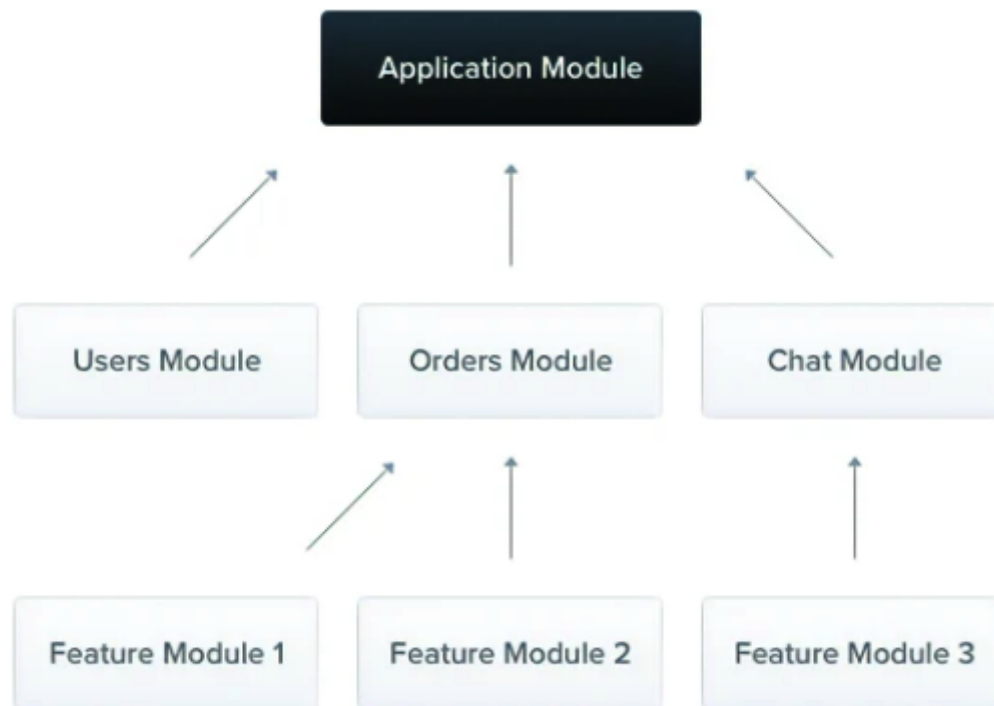 Application Module
Users Module
Orders Module
Chat Module
Feature Module 1
Feature Module 2
Feature Module 3